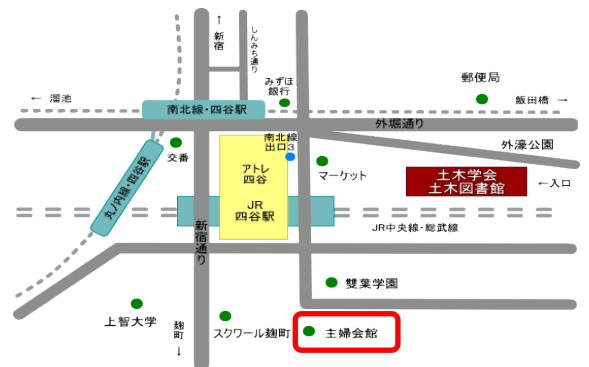 ↑
新宿
しんみち通り
みずほ
銀行
郵便局
← 溜池
南北線・四谷駅
飯田橋 →
外堀通り
南北線
出口3
外濠公園
交番
アトレ
四谷
マーケット
土木学会
土木図書館
←入口
丸ノ内線・四谷駅
JR
四谷駅
新宿通り
JR中央線・総武線
雙葉学園
上智大学
麹町
↓
スクワール麹町
主婦会館